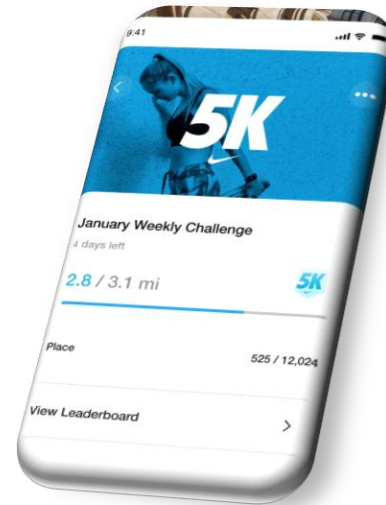 9:41
5K
January Weekly Challenge
4 days left
2.8 / 3.1 mi 5K
Place 525 / 12,024
View Leaderboard